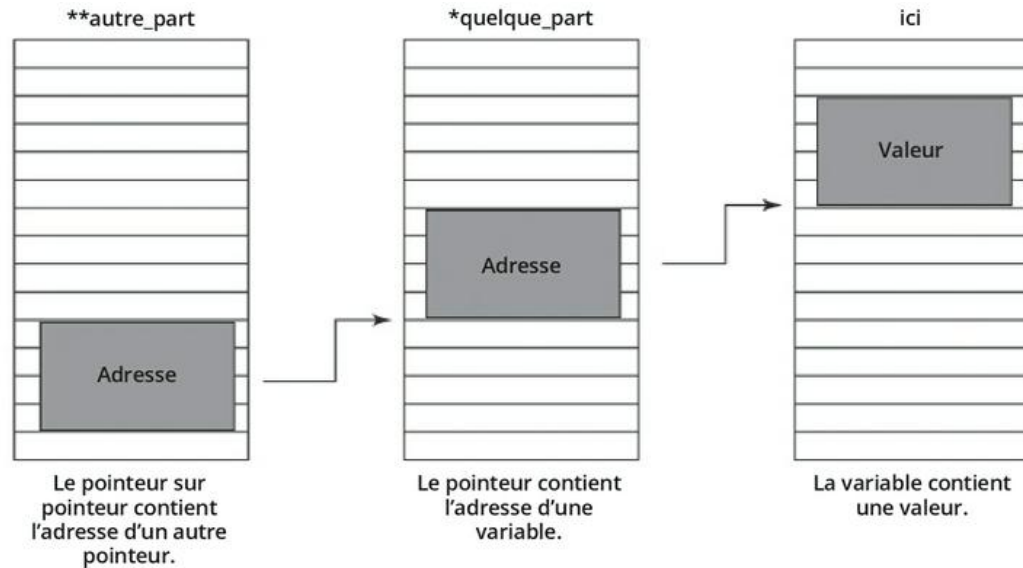 **autre_part
*quelque_part
ici
Adresse
Adresse
Valeur
Le pointeur sur
pointeur contient
l’adresse d’un autre
pointeur.
Le pointeur contient
l’adresse d’une
variable.
La variable contient
une valeur.